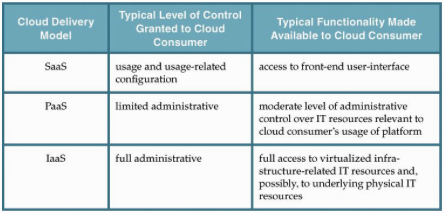 Cloud Delivery
Model
Typical Level of Control
Granted to Cloud
Consumer
Typical Functionality Made
Available to Cloud Consumer
SaaS
usage and usage-related
configuration
access to front-end user-interface
PaaS
limited administrative
moderate level of administrative
control over IT resources relevant to
cloud consumer's usage of platform
IaaS
full administrative
full access to virtualized infra-
structure-related IT resources and,
possibly, to underlying physical IT
resources